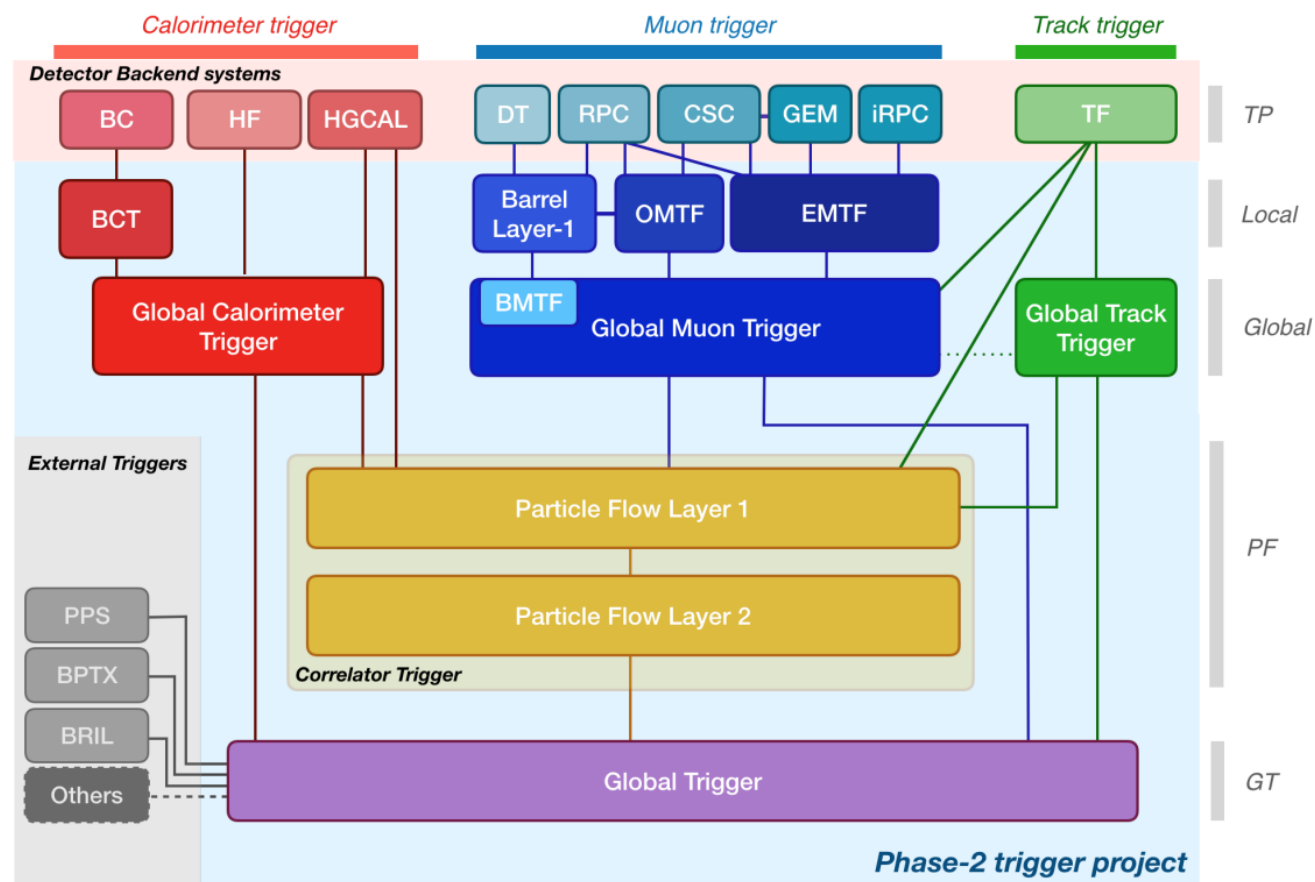 Calorimeter trigger
Muon trigger
Track trigger
Detector Backend systems
BC
HF
HGCAL
DT
RPC
CSC
GEM
iRPC
TF
TP
BCT
Barrel
Layer-1
OMTF
EMTF
Local
Global Calorimeter
Trigger
BMTF
Global Muon Trigger
Global Track
Trigger
Global
External Triggers
Particle Flow Layer 1
PF
Particle Flow Layer 2
Correlator Trigger
PPS
BPTX
BRIL
Others
Global Trigger
GT
Phase-2 trigger project